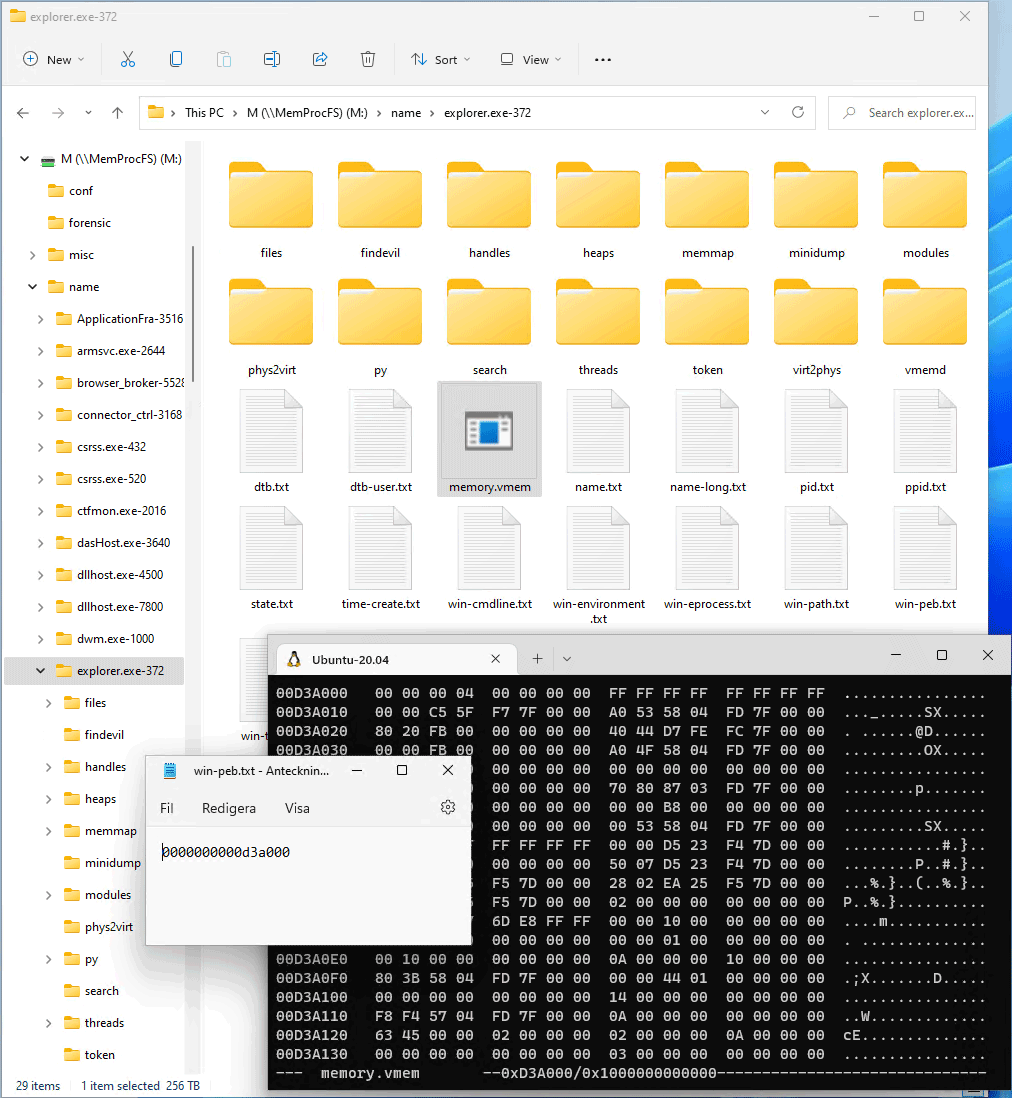 explorer.exe-372
New
Sort
View
This PC > M (\\MemProcFS) (M:) > name > explorer.exe-372
Search explorer.ex...
M (\\MemProcFS) (M:)
conf
forensic
misc
name
ApplicationFra-3516
armsvc.exe-2644
browser_broker-5528
connector_ctrl-3168
csrss.exe-432
csrss.exe-520
ctfmon.exe-2016
dasHost.exe-3640
dllhost.exe-4500
dllhost.exe-7800
dwm.exe-1000
explorer.exe-372
files
findevil
handles
heaps
memmap
minidump
modules
phys2virt
py
search
threads
token
files findevil handles heaps memmap minidump modules
phys2virt py search threads token virt2phys vmemd
dtb.txt dtb-user.txt memory.vmem name.txt name-long.txt pid.txt ppid.txt
state.txt time-create.txt win-cmdline.txt win-environment.txt win-eprocess.txt win-path.txt win-peb.txt
29 items 1 item selected 256 TB
Ubuntu-20.04
00D3A000 00 00 00 04 00 00 00 00 FF FF FF FF FF FF FF FF ................
00D3A010 00 00 C5 5F F7 7F 00 00 A0 53 58 04 FD 7F 00 00 ..._.....SX.....
00D3A020 80 20 FB 00 00 00 00 00 40 44 D7 FE FC 7F 00 00 . ......@D......
00D3A030 00 00 FB 00 00 00 00 00 A0 4F 58 04 FD 7F 00 00 .........OX.....
00 00 00 00 00 00 00 00 00 00 00 00 ................
00 00 00 00 70 80 87 03 FD 7F 00 00 ........p.......
00 00 00 00 00 00 B8 00 00 00 00 00 ................
00 00 00 00 00 53 58 04 FD 7F 00 00 .........SX.....
FF FF FF FF 00 00 D5 23 F4 7D 00 00 ...........#.}..
00 00 00 00 50 07 D5 23 F4 7D 00 00 ........P..#.}..
F5 7D 00 00 28 02 EA 25 F5 7D 00 00 ...%.}..(..%.}..
F5 7D 00 00 02 00 00 00 00 00 00 00 P..%.}..........
6D E8 FF FF 00 00 10 00 00 00 00 00 ....m...........
00 00 00 00 00 00 01 00 00 00 00 00 ................
00D3A0E0 00 10 00 00 00 00 00 00 0A 00 00 00 10 00 00 00 ................
00D3A0F0 80 3B 58 04 FD 7F 00 00 00 00 44 01 00 00 00 00 .;X.......D.....
00D3A100 00 00 00 00 00 00 00 00 14 00 00 00 00 00 00 00 ................
00D3A110 F8 F4 57 04 FD 7F 00 00 0A 00 00 00 00 00 00 00 ..W.............
00D3A120 63 45 00 00 02 00 00 00 02 00 00 00 0A 00 00 00 cE..............
00D3A130 00 00 00 00 00 00 00 00 03 00 00 00 00 00 00 00 ................
--- memory.vmem --0xD3A000/0x1000000000000------------------------------
win-peb.txt - Antecknin...
Fil Redigera Visa
0000000000d3a000